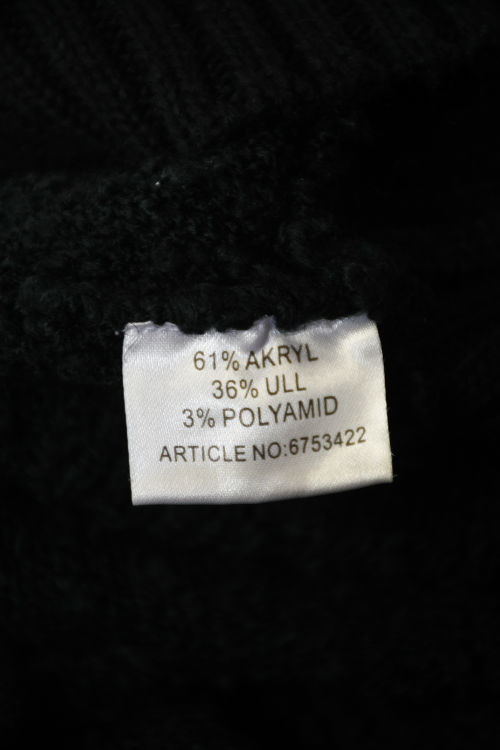 61% AKRYL
36% ULL
3% POLYAMID
ARTICLE NO:6753422